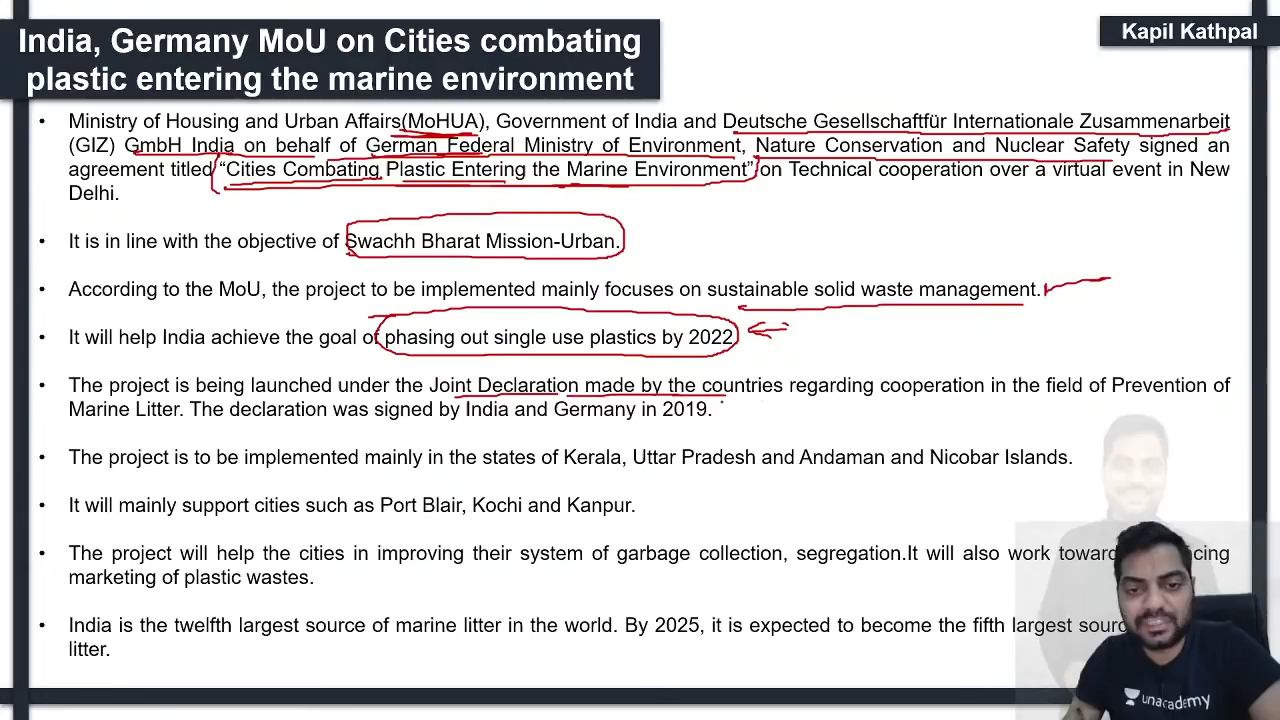 India, Germany MoU on Cities combating
plastic entering the marine environment
Kapil Kathpal
• Ministry of Housing and Urban Affairs(MoHUA), Government of India and Deutsche Gesellschaftfür Internationale Zusammenarbeit
(GIZ) GmbH India on behalf of German Federal Ministry of Environment, Nature Conservation and Nuclear Safety signed an
agreement titled “Cities Combating Plastic Entering the Marine Environment” on Technical cooperation over a virtual event in New
Delhi.
• It is in line with the objective of Swachh Bharat Mission-Urban.
• According to the MoU, the project to be implemented mainly focuses on sustainable solid waste management.
• It will help India achieve the goal of phasing out single use plastics by 2022
• The project is being launched under the Joint Declaration made by the countries regarding cooperation in the field of Prevention of
Marine Litter. The declaration was signed by India and Germany in 2019.
• The project is to be implemented mainly in the states of Kerala, Uttar Pradesh and Andaman and Nicobar Islands.
• It will mainly support cities such as Port Blair, Kochi and Kanpur.
• The project will help the cities in improving their system of garbage collection, segregation.It will also work
marketing of plastic wastes.
• India is the twelfth largest source of marine litter in the world. By 2025, it is expected to become the fifth largest
litter.
unacademy